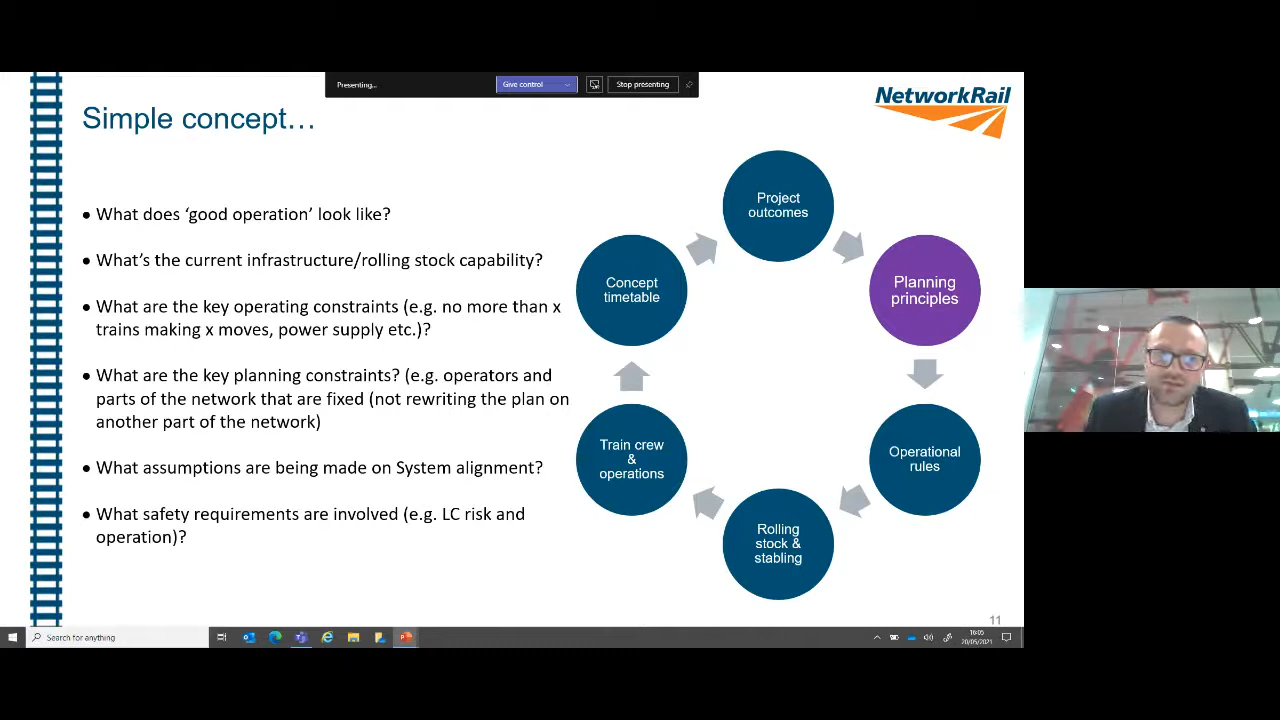 Presenting...
Give control
Stop presenting
NetworkRail
Simple concept…
• What does ‘good operation’ look like?
• What’s the current infrastructure/rolling stock capability?
• What are the key operating constraints (e.g. no more than x
trains making x moves, power supply etc.)?
• What are the key planning constraints? (e.g. operators and
parts of the network that are fixed (not rewriting the plan on
another part of the network)
• What assumptions are being made on System alignment?
• What safety requirements are involved (e.g. LC risk and
operation)?
Project
outcomes
Planning
principles
Operational
rules
Rolling
stock &
stabling
Train crew
&
operations
Concept
timetable
11
Search for anything
16:05
20/05/2021